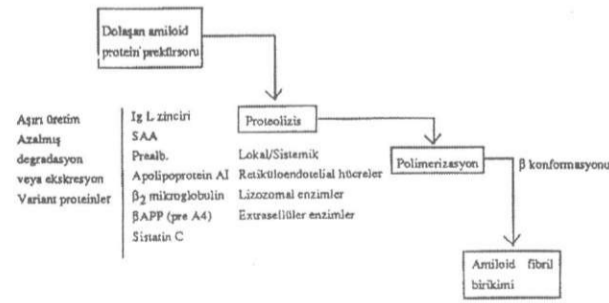 Dolaşan amiloid
protein prekürsoru
Aşırı üretim
Azalmış
degradasyon
veya ekskresyon
Variant proteinler
Ig L zinciri
SAA
Prealb.
Apolipoprotein AI
β2 mikroglobulin
βAPP (pre A4)
Sistatin C
Proteolizis
Lokal/Sistemik
Retiküloendotelial hücreler
Lizozomal enzimler
Extrasellüler enzimler
Polimerizasyon
β konformasyonu
Amiloid fibril
birikimi